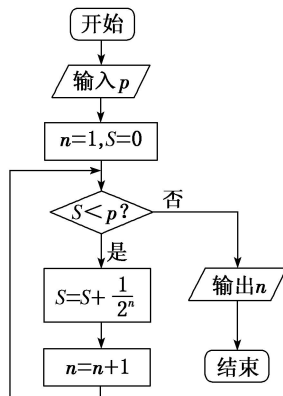 开始
输入p
n=1,S=0
S<p?
否
是
S=S+ 1/2ⁿ
输出n
n=n+1
结束